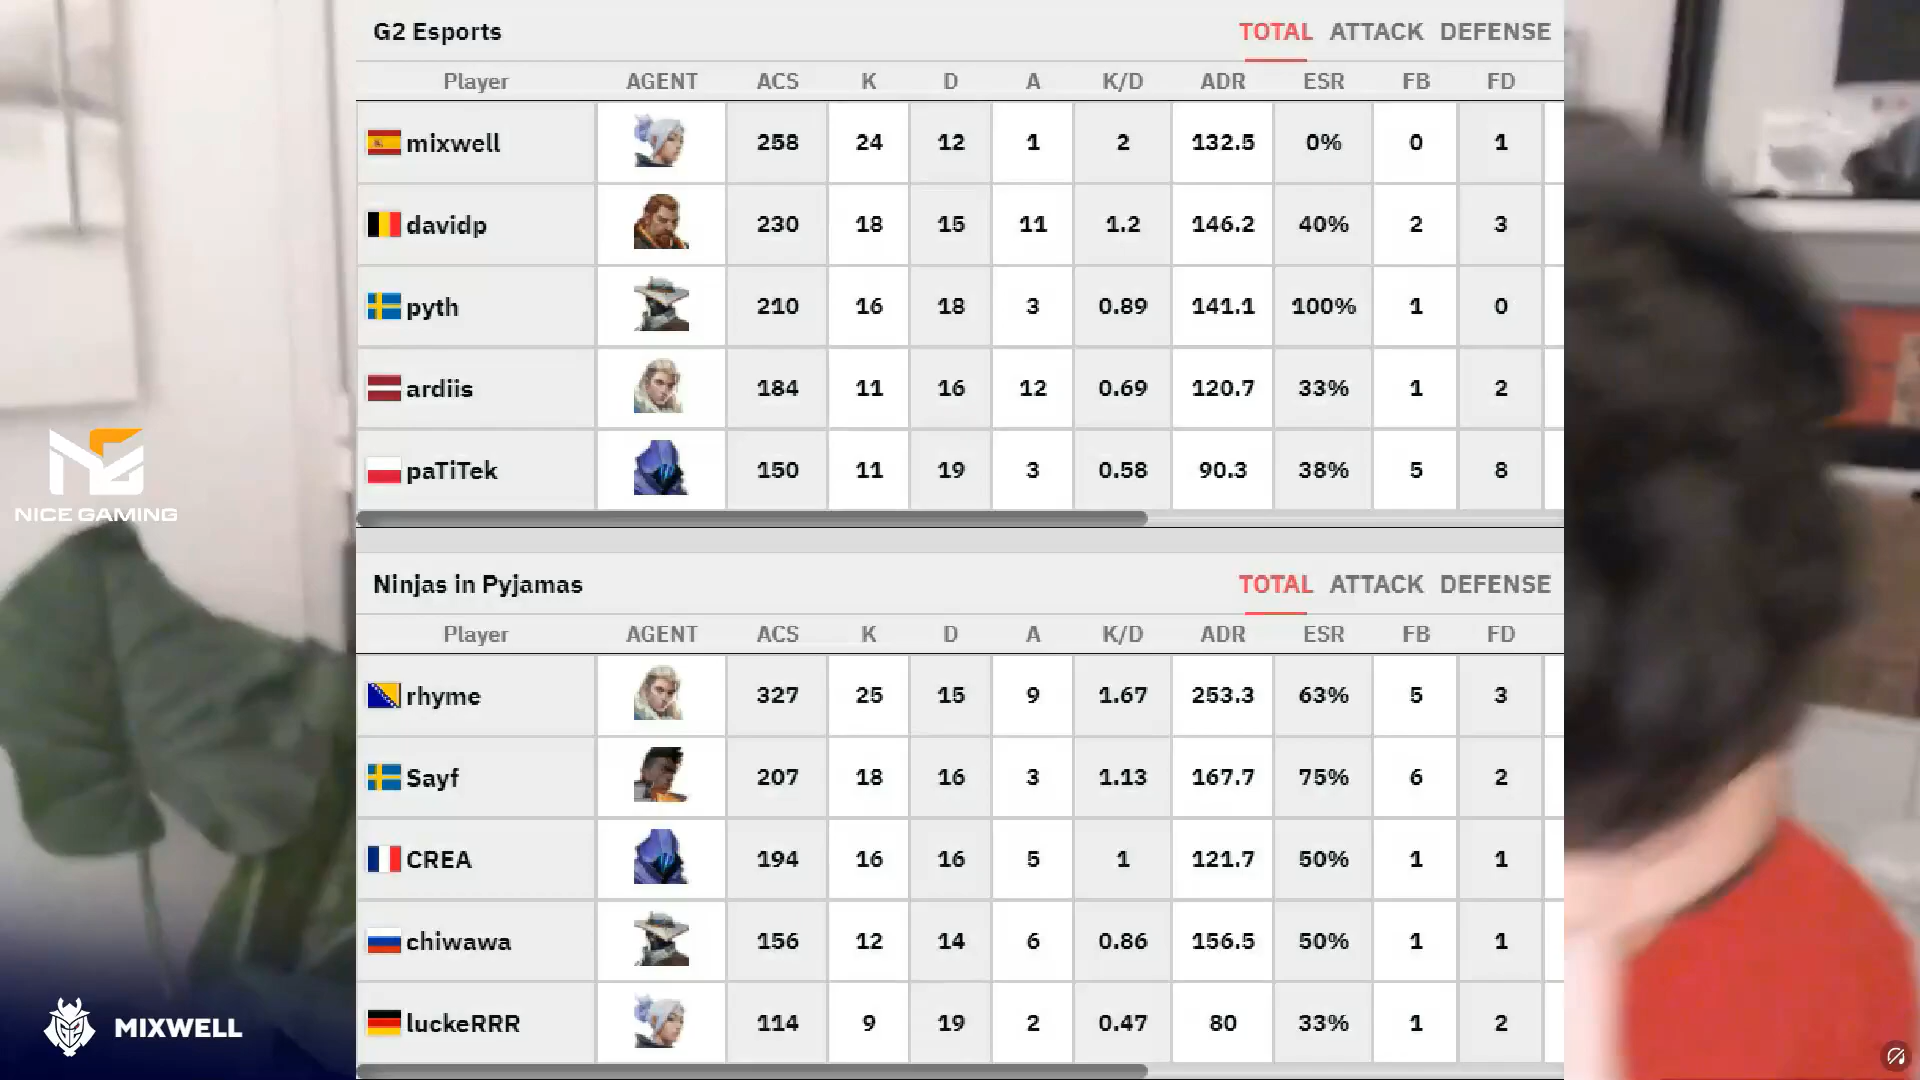 G2 Esports TOTAL ATTACK DEFENSE
Player AGENT ACS K D A K/D ADR ESR FB FD
mixwell 258 24 12 1 2 132.5 0% 0 1
davidp 230 18 15 11 1.2 146.2 40% 2 3
pyth 210 16 18 3 0.89 141.1 100% 1 0
ardiis 184 11 16 12 0.69 120.7 33% 1 2
paTiTek 150 11 19 3 0.58 90.3 38% 5 8
NICE GAMING
Ninjas in Pyjamas TOTAL ATTACK DEFENSE
Player AGENT ACS K D A K/D ADR ESR FB FD
rhyme 327 25 15 9 1.67 253.3 63% 5 3
Sayf 207 18 16 3 1.13 167.7 75% 6 2
CREA 194 16 16 5 1 121.7 50% 1 1
chiwawa 156 12 14 6 0.86 156.5 50% 1 1
luckeRRR 114 9 19 2 0.47 80 33% 1 2
MIXWELL